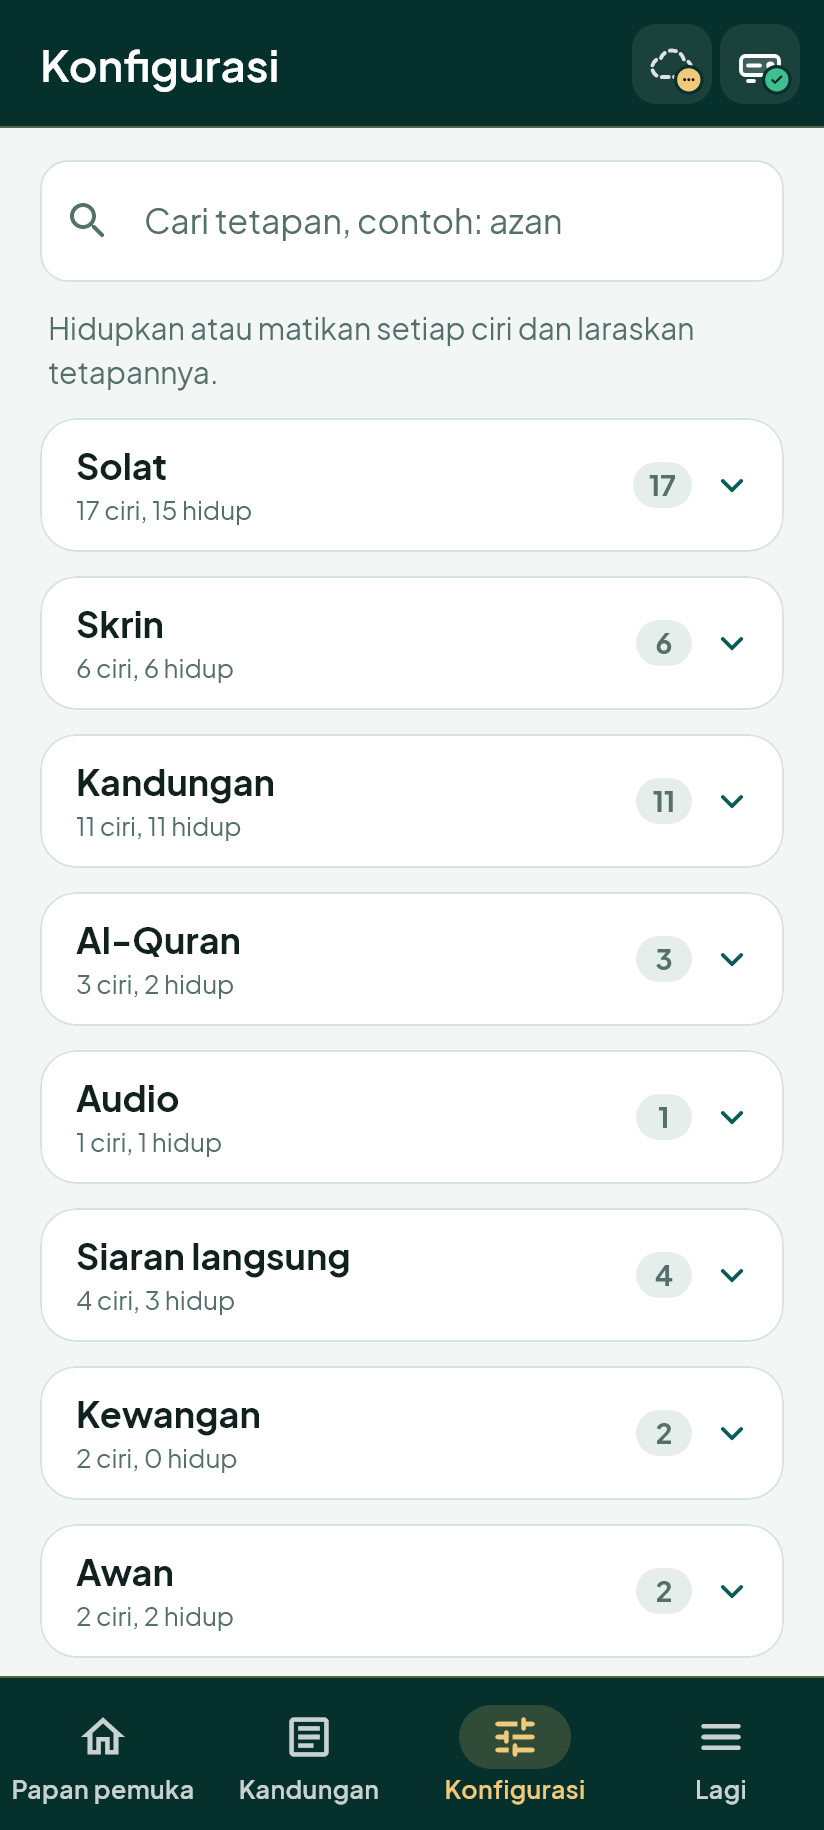 Konfigurasi
Cari tetapan, contoh: azan
Hidupkan atau matikan setiap ciri dan laraskan
tetapannya.
Solat
17 ciri, 15 hidup
17
Skrin
6 ciri, 6 hidup
6
Kandungan
11 ciri, 11 hidup
11
Al-Quran
3 ciri, 2 hidup
3
Audio
1 ciri, 1 hidup
1
Siaran langsung
4 ciri, 3 hidup
4
Kewangan
2 ciri, 0 hidup
2
Awan
2 ciri, 2 hidup
2
Papan pemuka
Kandungan
Konfigurasi
Lagi